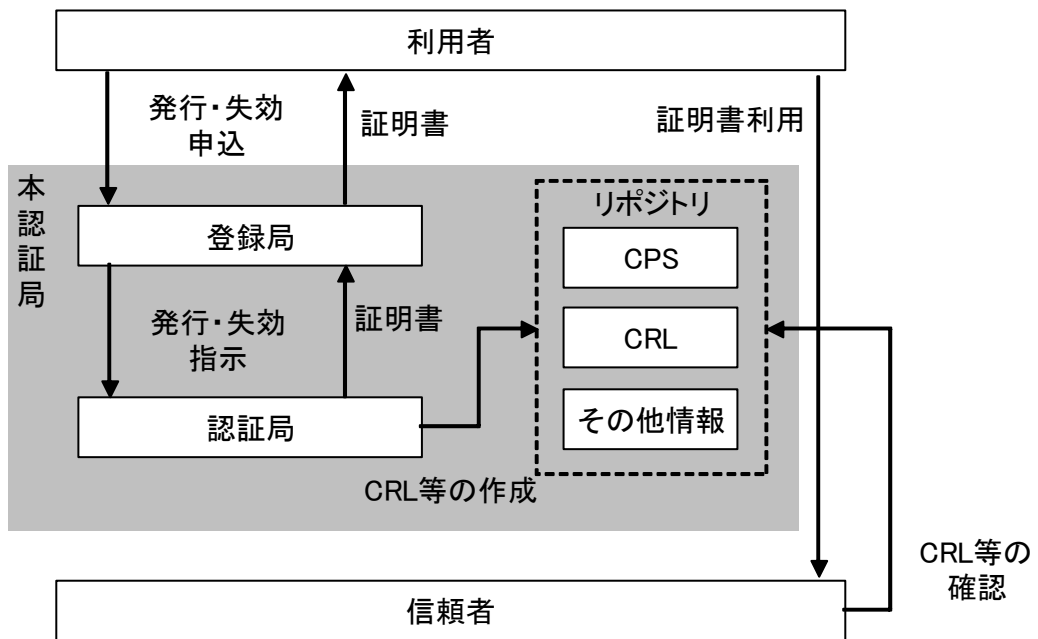 利用者
発行・失効
申込
証明書
証明書利用
本認証局
リポジトリ
登録局
CPS
発行・失効
指示
証明書
CRL
認証局
その他情報
CRL等の作成
CRL等の
確認
信頼者